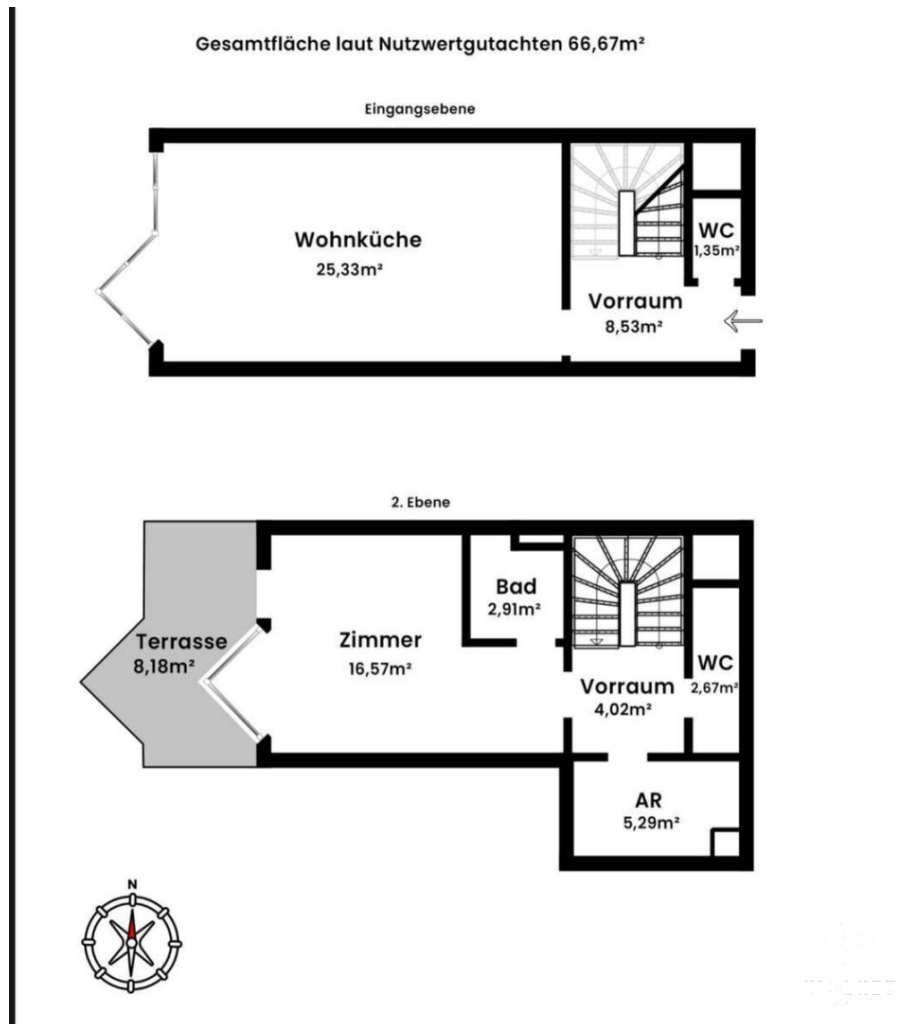 Gesamtfläche laut Nutzwertgutachten 66,67m²
Eingangsebene
Wohnküche
25,33m²
WC
1,35m²
Vorraum
8,53m²
2. Ebene
Bad
2,91m²
Terrasse
8,18m²
Zimmer
16,57m²
WC
2,67m²
Vorraum
4,02m²
AR
5,29m²
N